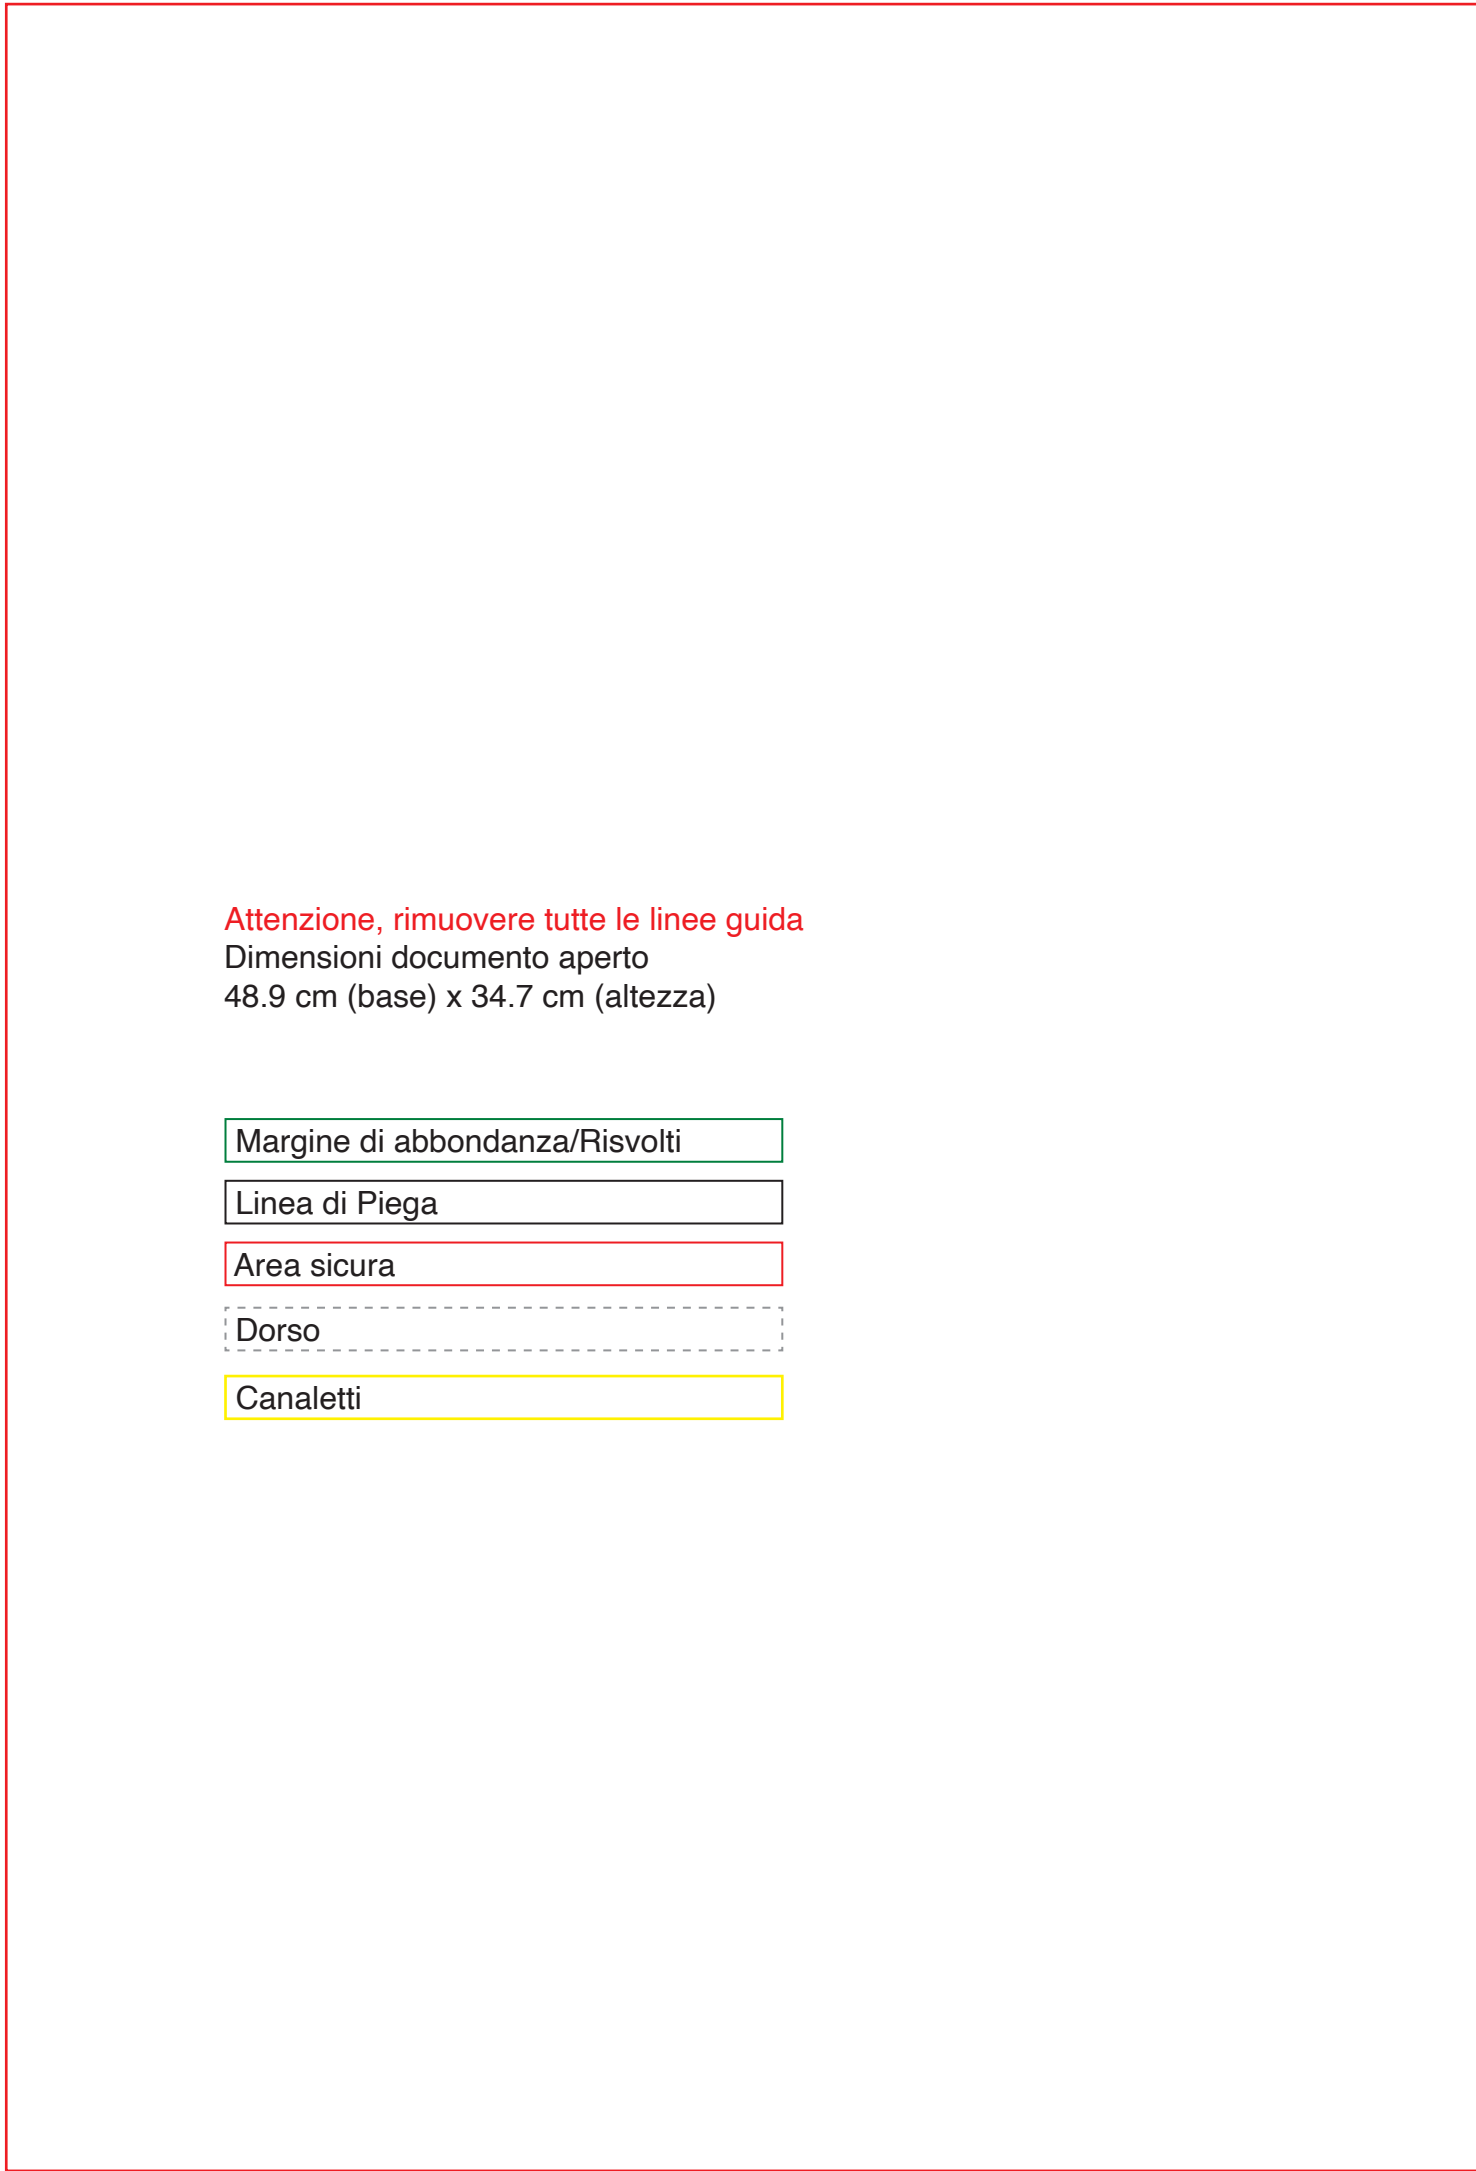 Attenzione, rimuovere tutte le linee guida
Dimensioni documento aperto
48.9 cm (base) x 34.7 cm (altezza)
Margine di abbondanza/Risvolti
Linea di Piega
Area sicura
Dorso
Canaletti